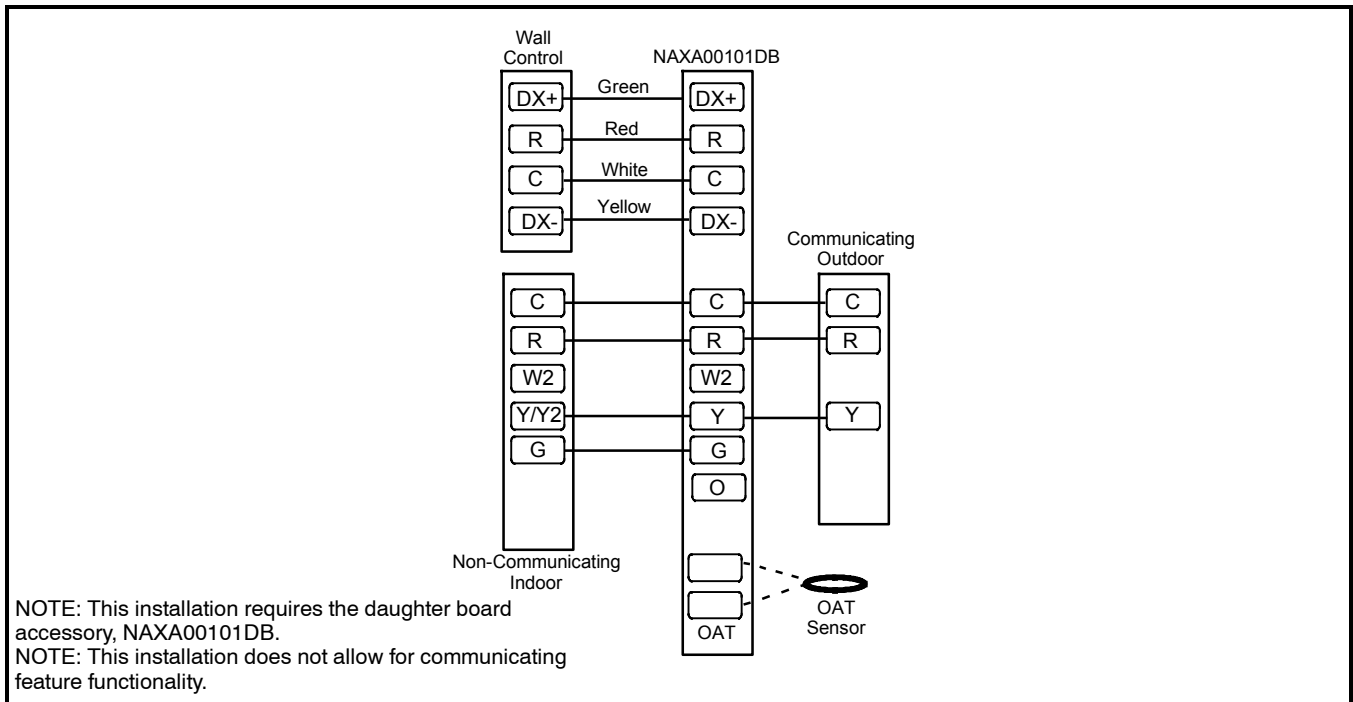 Wall
Control
NAXA00101DB
DX+ Green DX+
R Red R
C White C
DX- Yellow DX-
Communicating
Outdoor
C C C
R R R
W2 W2
Y/Y2 Y Y
G G
O
Non-Communicating
Indoor
OAT
OAT
Sensor
NOTE: This installation requires the daughter board
accessory, NAXA00101DB.
NOTE: This installation does not allow for communicating
feature functionality.